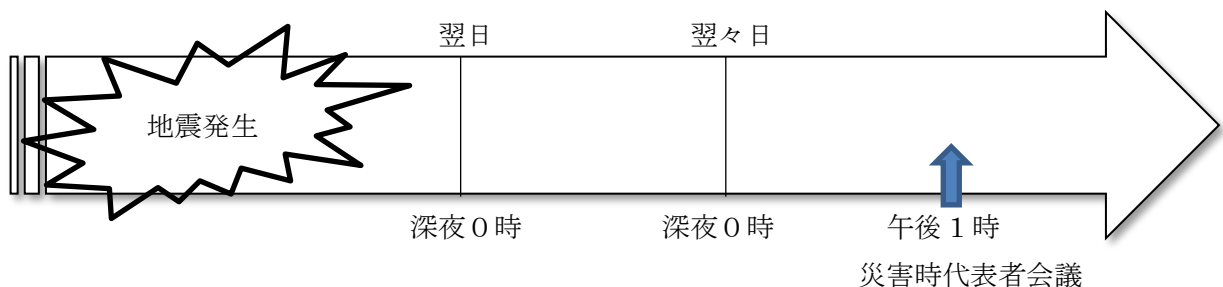 翌日
翌々日
地震発生
深夜０時
深夜０時
午後１時
災害時代表者会議